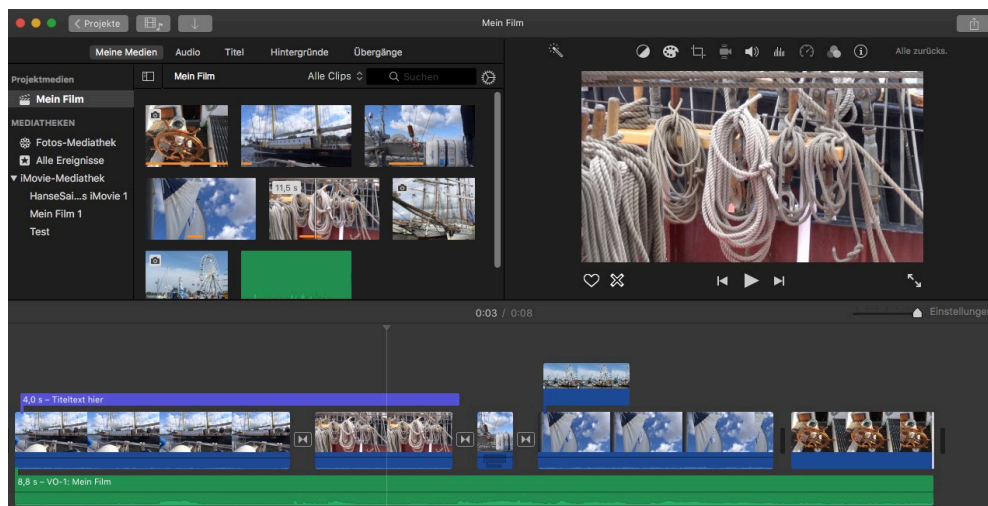 Projekte
Mein Film
Meine Medien
Audio
Titel
Hintergründe
Übergänge
Alle zurücks.
Projektmedien
Mein Film
Alle Clips
Suchen
Mein Film
MEDIATHEKEN
Fotos-Mediathek
Alle Ereignisse
iMovie-Mediathek
HanseSai...s iMovie 1
Mein Film 1
Test
11,5 s
0:03 / 0:08
Einstellungen
4,0 s – Titeltext hier
8,8 s – VO-1: Mein Film